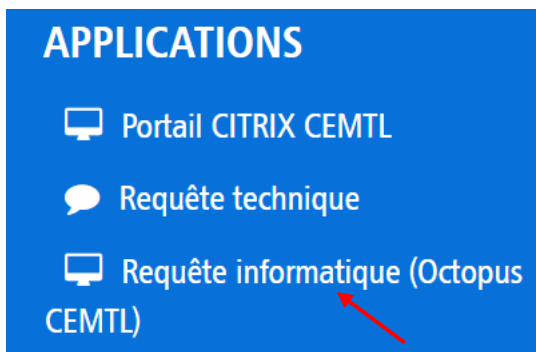 APPLICATIONS
Portail CITRIX CEMTL
Requête technique
Requête informatique (Octopus
CEMTL)